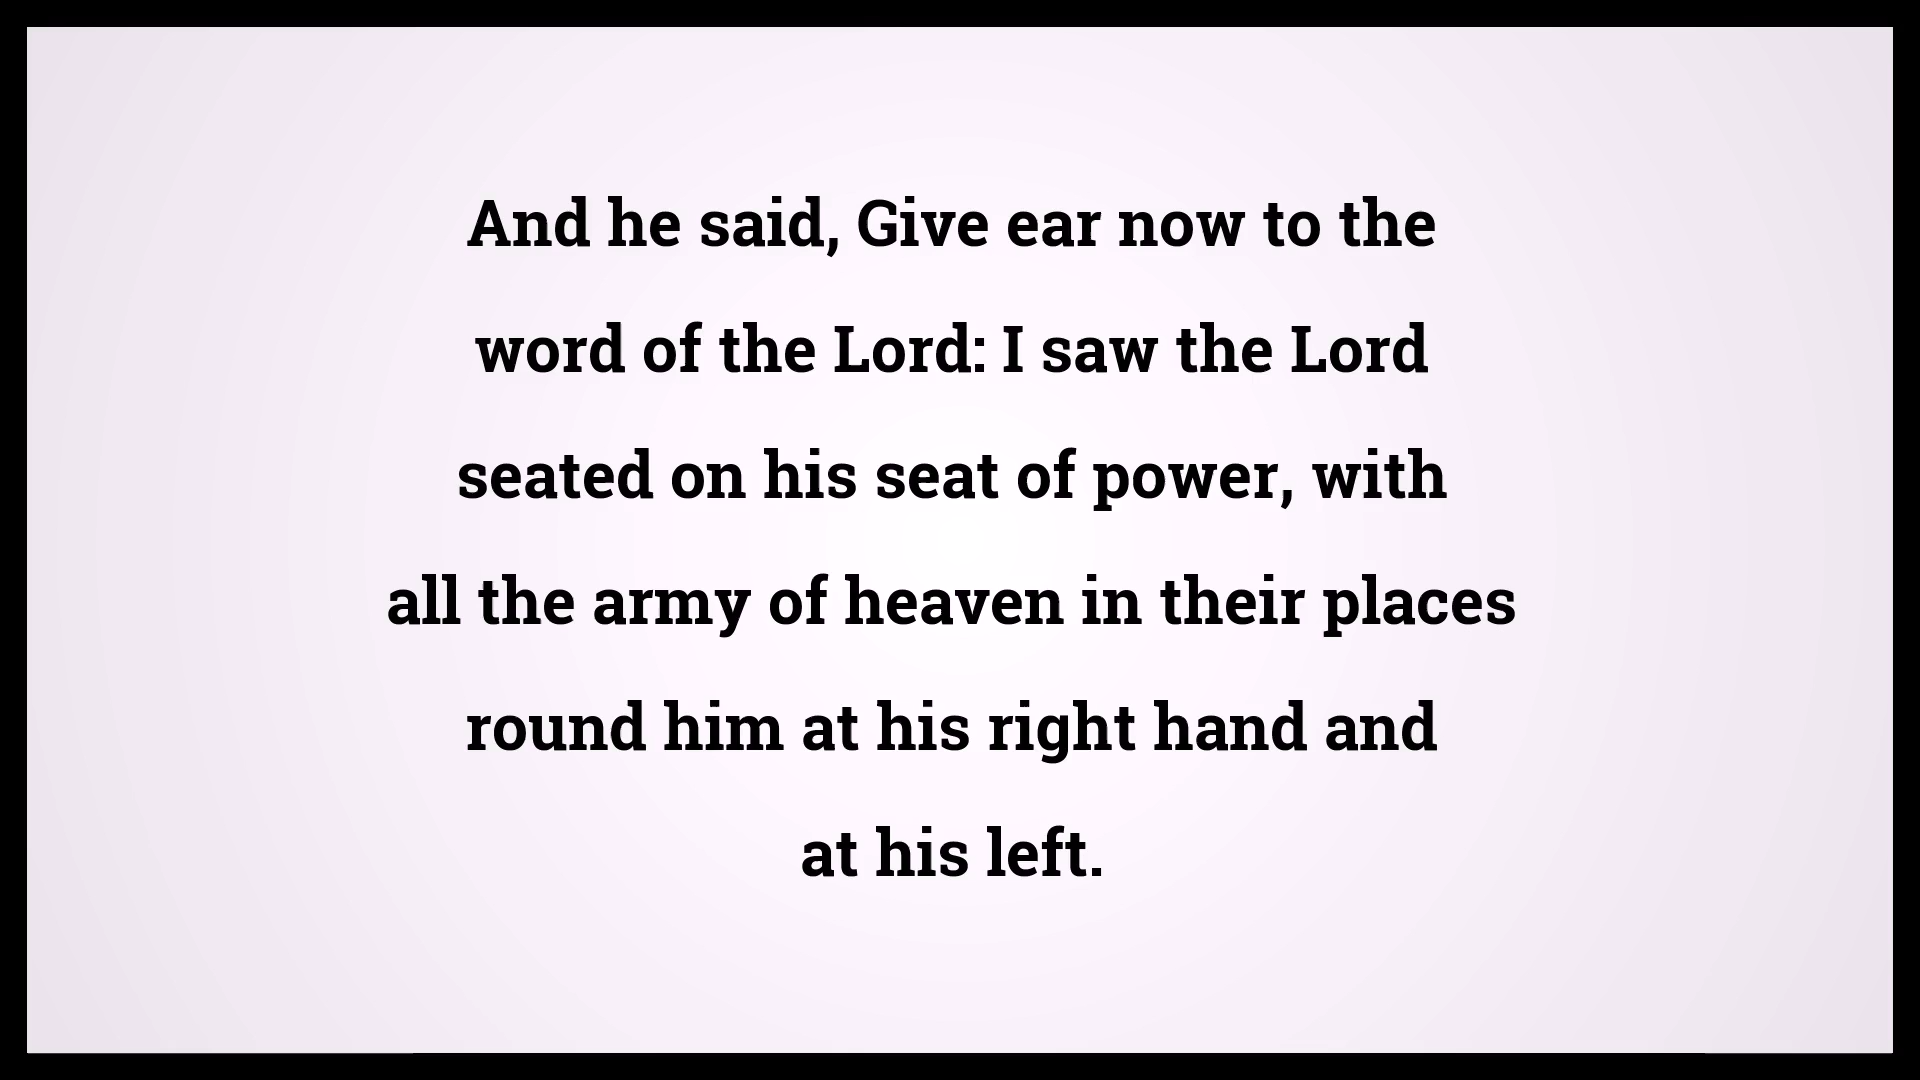 And he said, Give ear now to the
word of the Lord: I saw the Lord
seated on his seat of power, with
all the army of heaven in their places
round him at his right hand and
at his left.